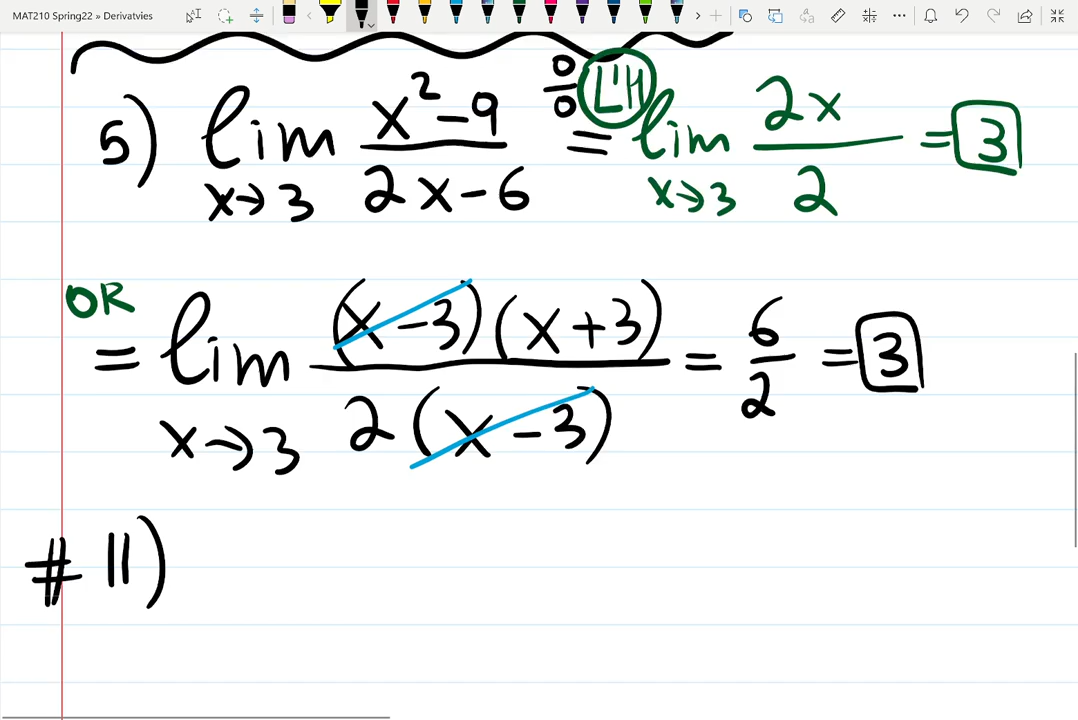 MAT210 Spring22 » Derivatvies
5) lim x→3 (x² - 9)/(2x - 6) 0/0 L'H = lim x→3 2x/2 = 3
OR
= lim x→3 (x - 3)(x + 3)/2(x - 3) = 6/2 = 3
# 11)